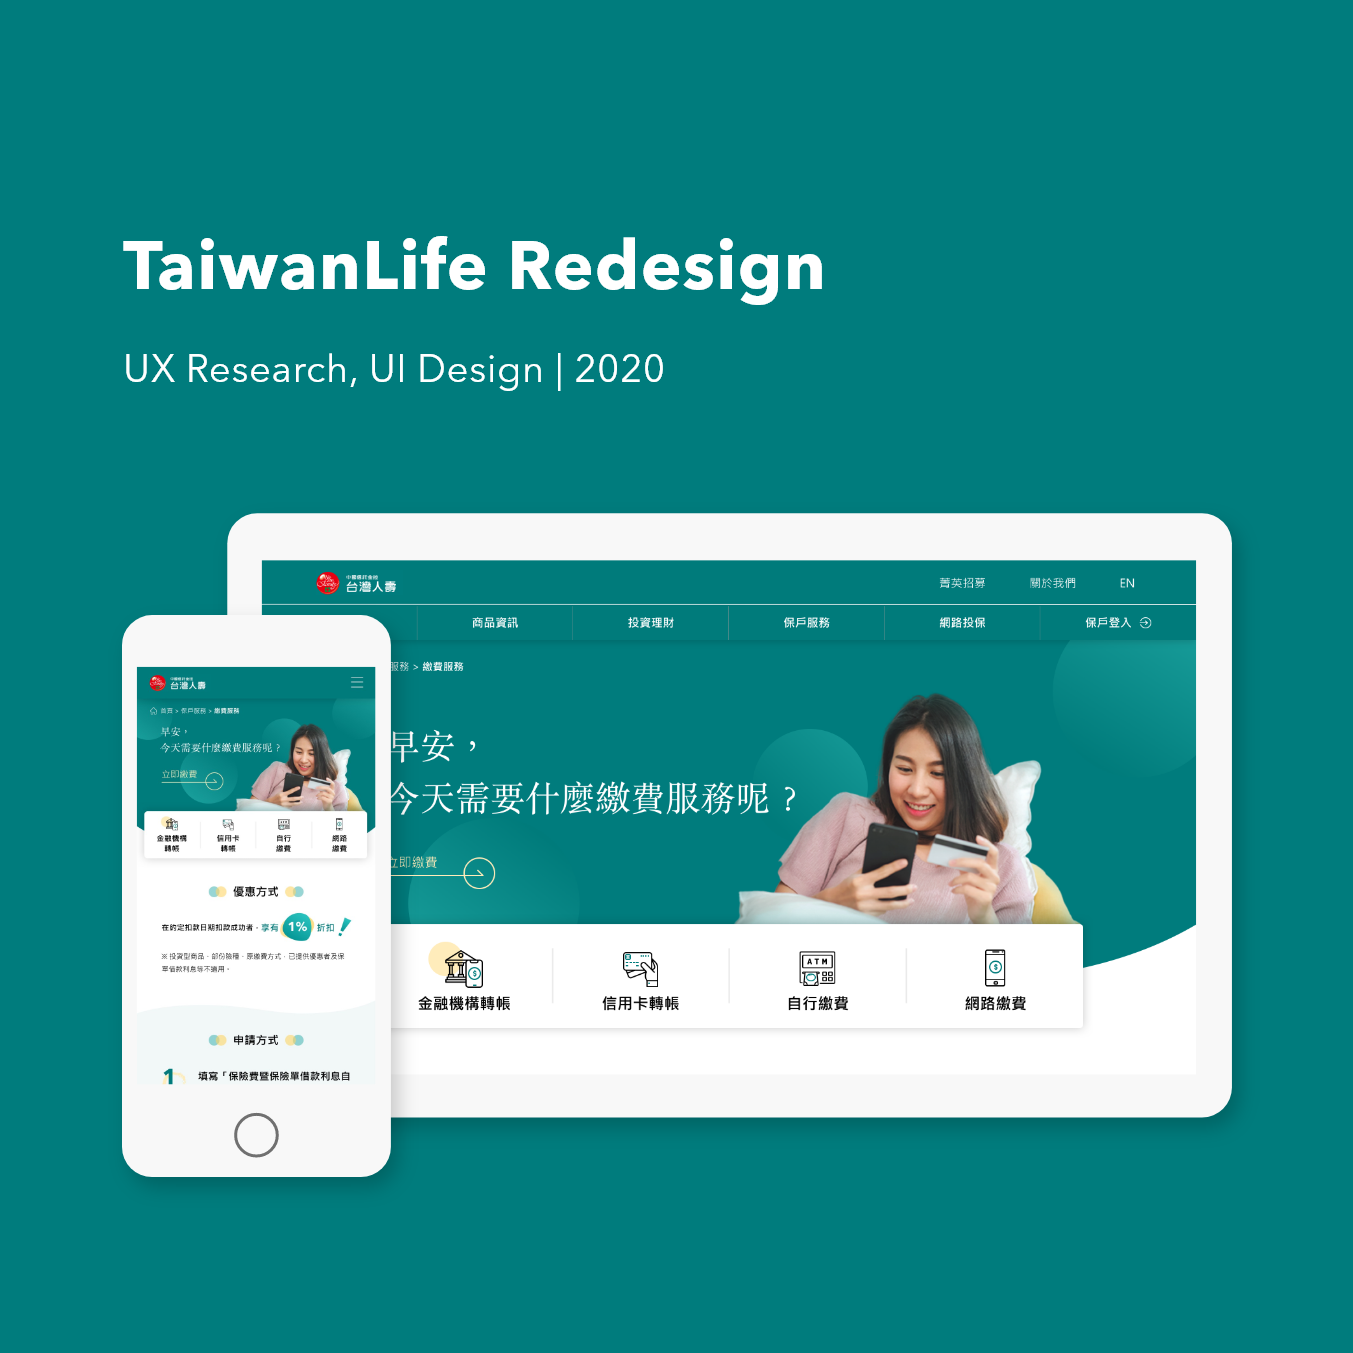 TaiwanLife Redesign
UX Research, UI Design | 2020
中國信託金控
台灣人壽
菁英招募
關於我們
EN
商品資訊
投資理財
保戶服務
網路投保
保戶登入
服務 > 繳費服務
早安，
今天需要什麼繳費服務呢？
立即繳費
金融機構轉帳
信用卡轉帳
ATM
自行繳費
網路繳費
台灣人壽
首頁 > 保戶服務 > 繳費服務
早安，
今天需要什麼繳費服務呢？
立即繳費
金融機構
轉帳
信用卡
轉帳
自行
繳費
網路
繳費
優惠方式
在約定扣款日期扣款成功者，享有 1% 折扣！
※ 投資型商品、部份險種、原繳費方式，已提供優惠者及保
單借款利息等不適用。
申請方式
1 填寫「保險費暨保險單借款利息自